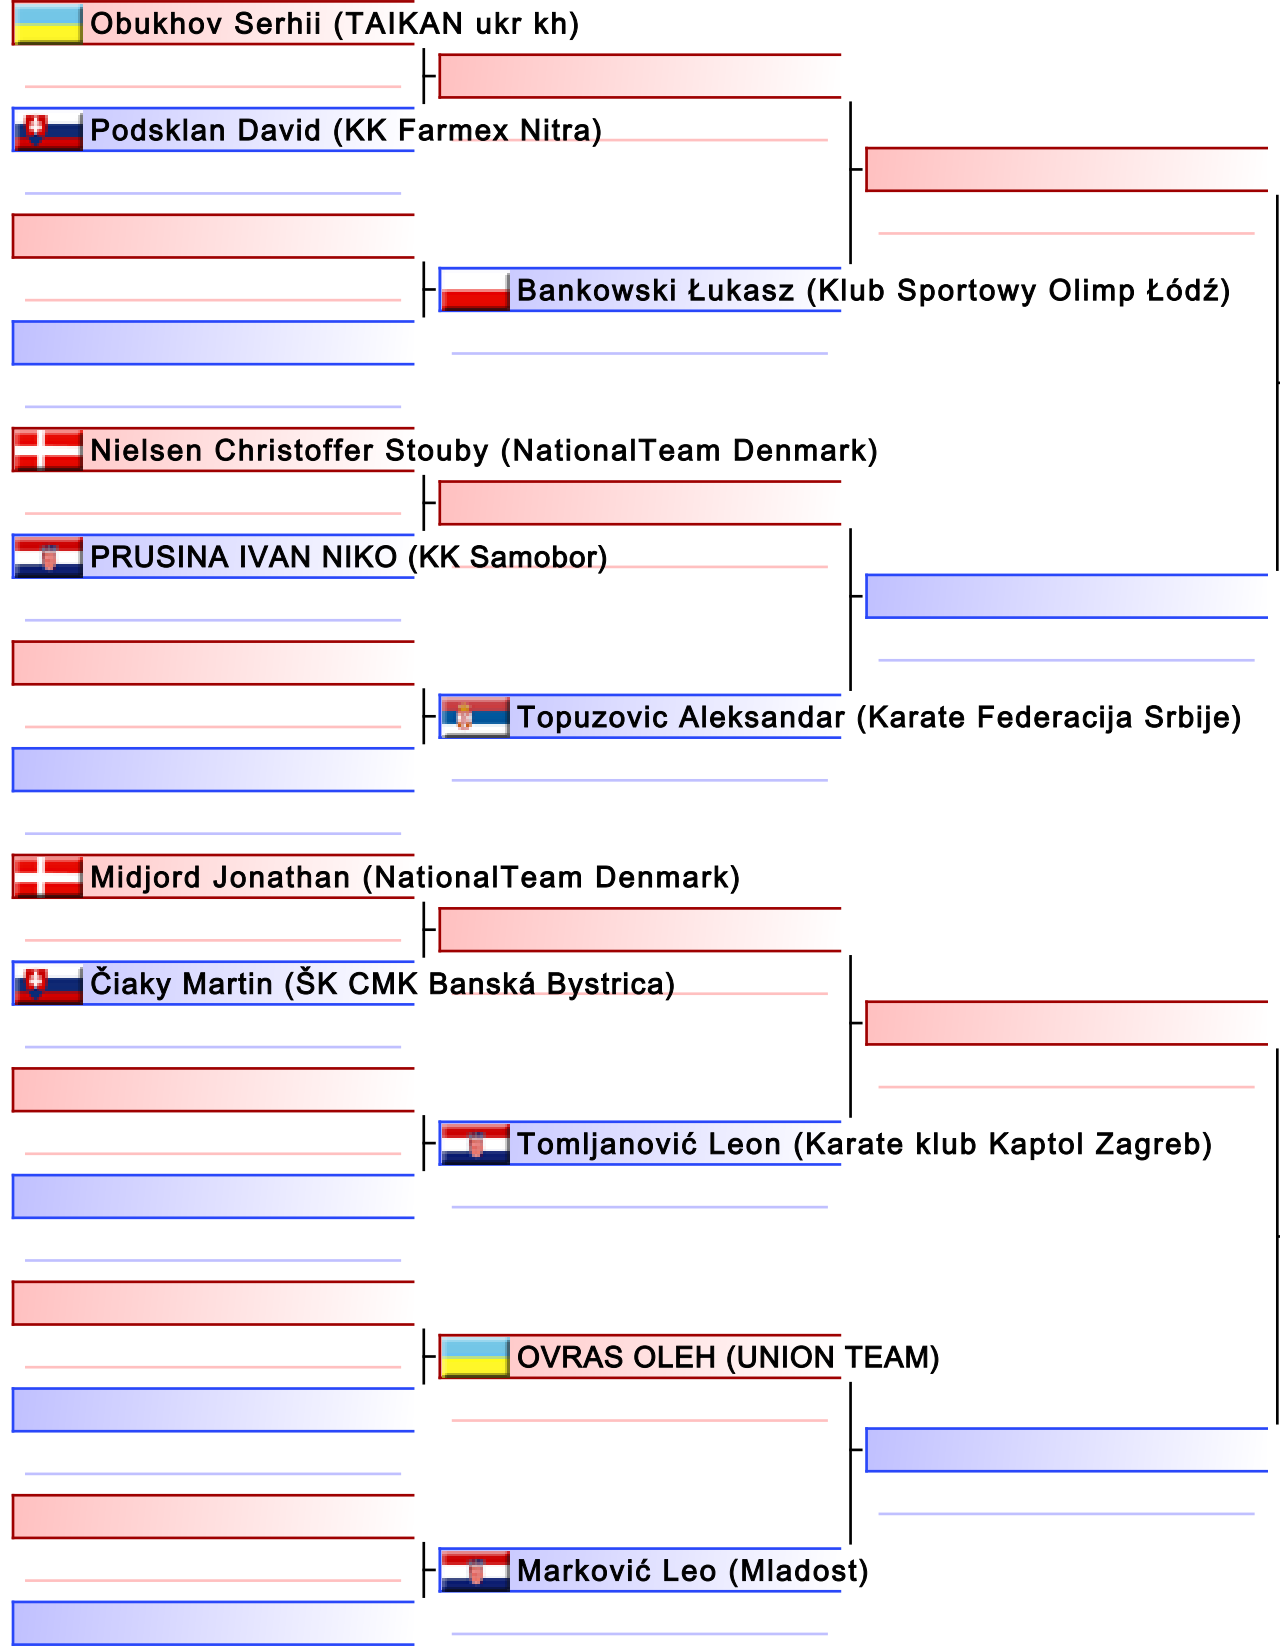 Obukhov Serhii (TAIKAN ukr kh)
Podsklan David (KK Farmex Nitra)
Bankowski Łukasz (Klub Sportowy Olimp Łódź)
Nielsen Christoffer Stouby (NationalTeam Denmark)
PRUSINA IVAN NIKO (KK Samobor)
Topuzovic Aleksandar (Karate Federacija Srbije)
Midjord Jonathan (NationalTeam Denmark)
Čiaky Martin (ŠK CMK Banská Bystrica)
Tomljanović Leon (Karate klub Kaptol Zagreb)
OVRAS OLEH (UNION TEAM)
Marković Leo (Mladost)